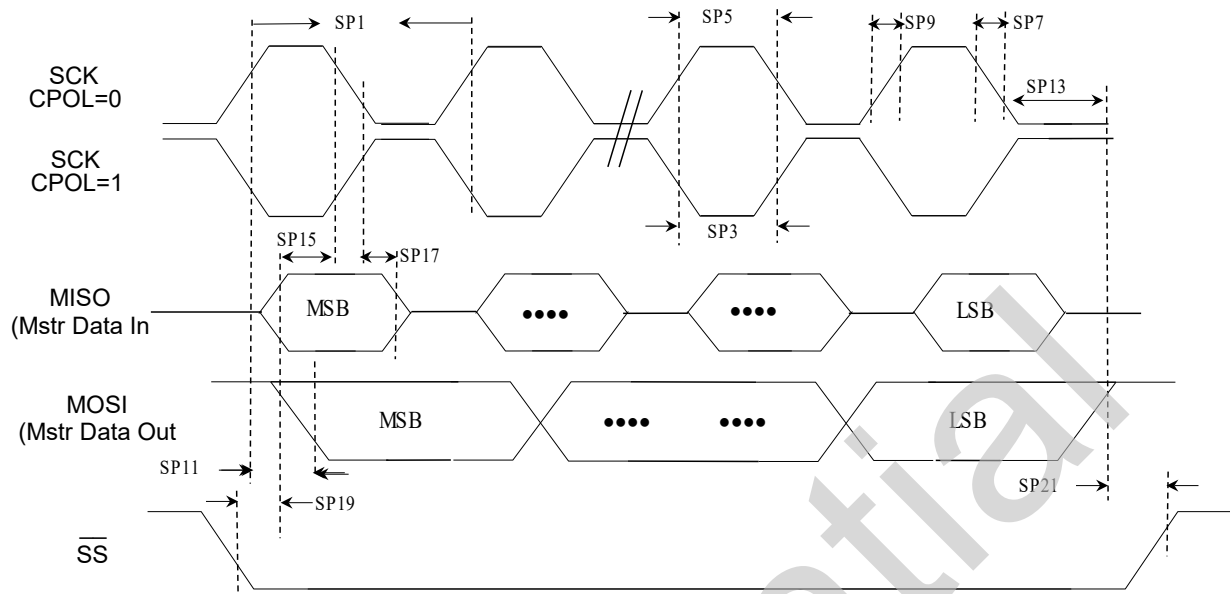 SP1
SP5
SP9
SP7
SCK
CPOL=0
SP13
SCK
CPOL=1
SP3
SP15
SP17
MISO
(Mstr Data In
MSB
••••
••••
LSB
MOSI
(Mstr Data Out
MSB
••••
••••
LSB
SP11
SP19
SP21
SS